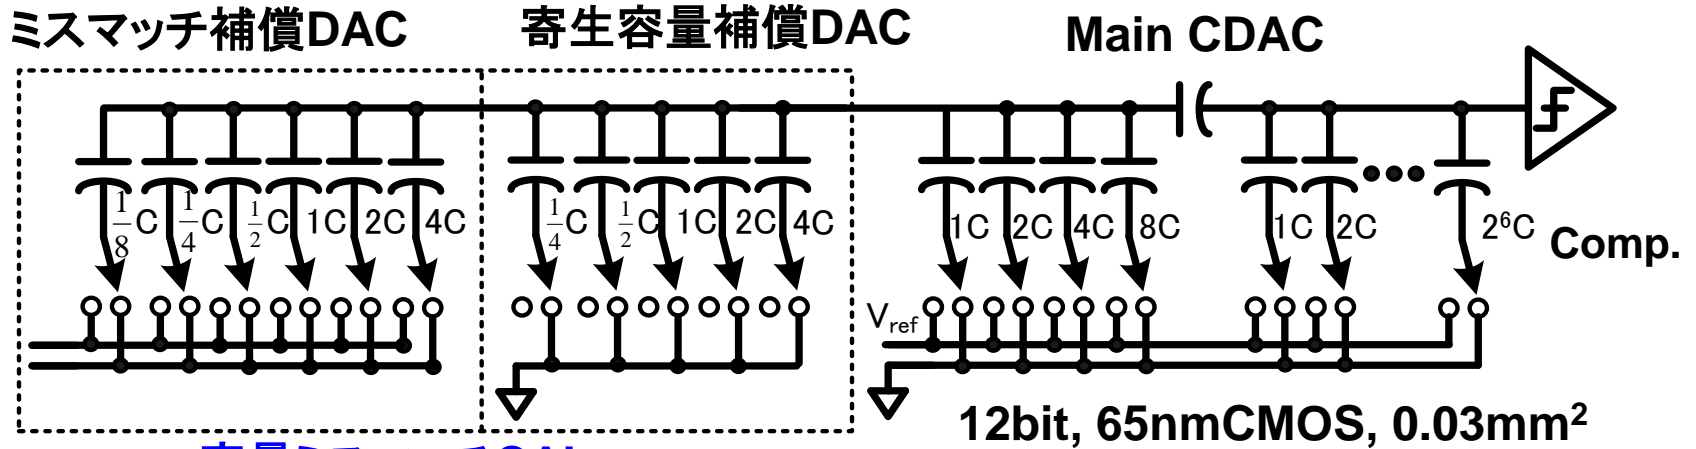 ミスマッチ補償DAC
寄生容量補償DAC
Main CDAC
1/8C 1/4C 1/2C 1C 2C 4C
1/4C 1/2C 1C 2C 4C
1C 2C 4C 8C
1C 2C 2⁶C
Comp.
Vref
12bit, 65nmCMOS, 0.03mm²